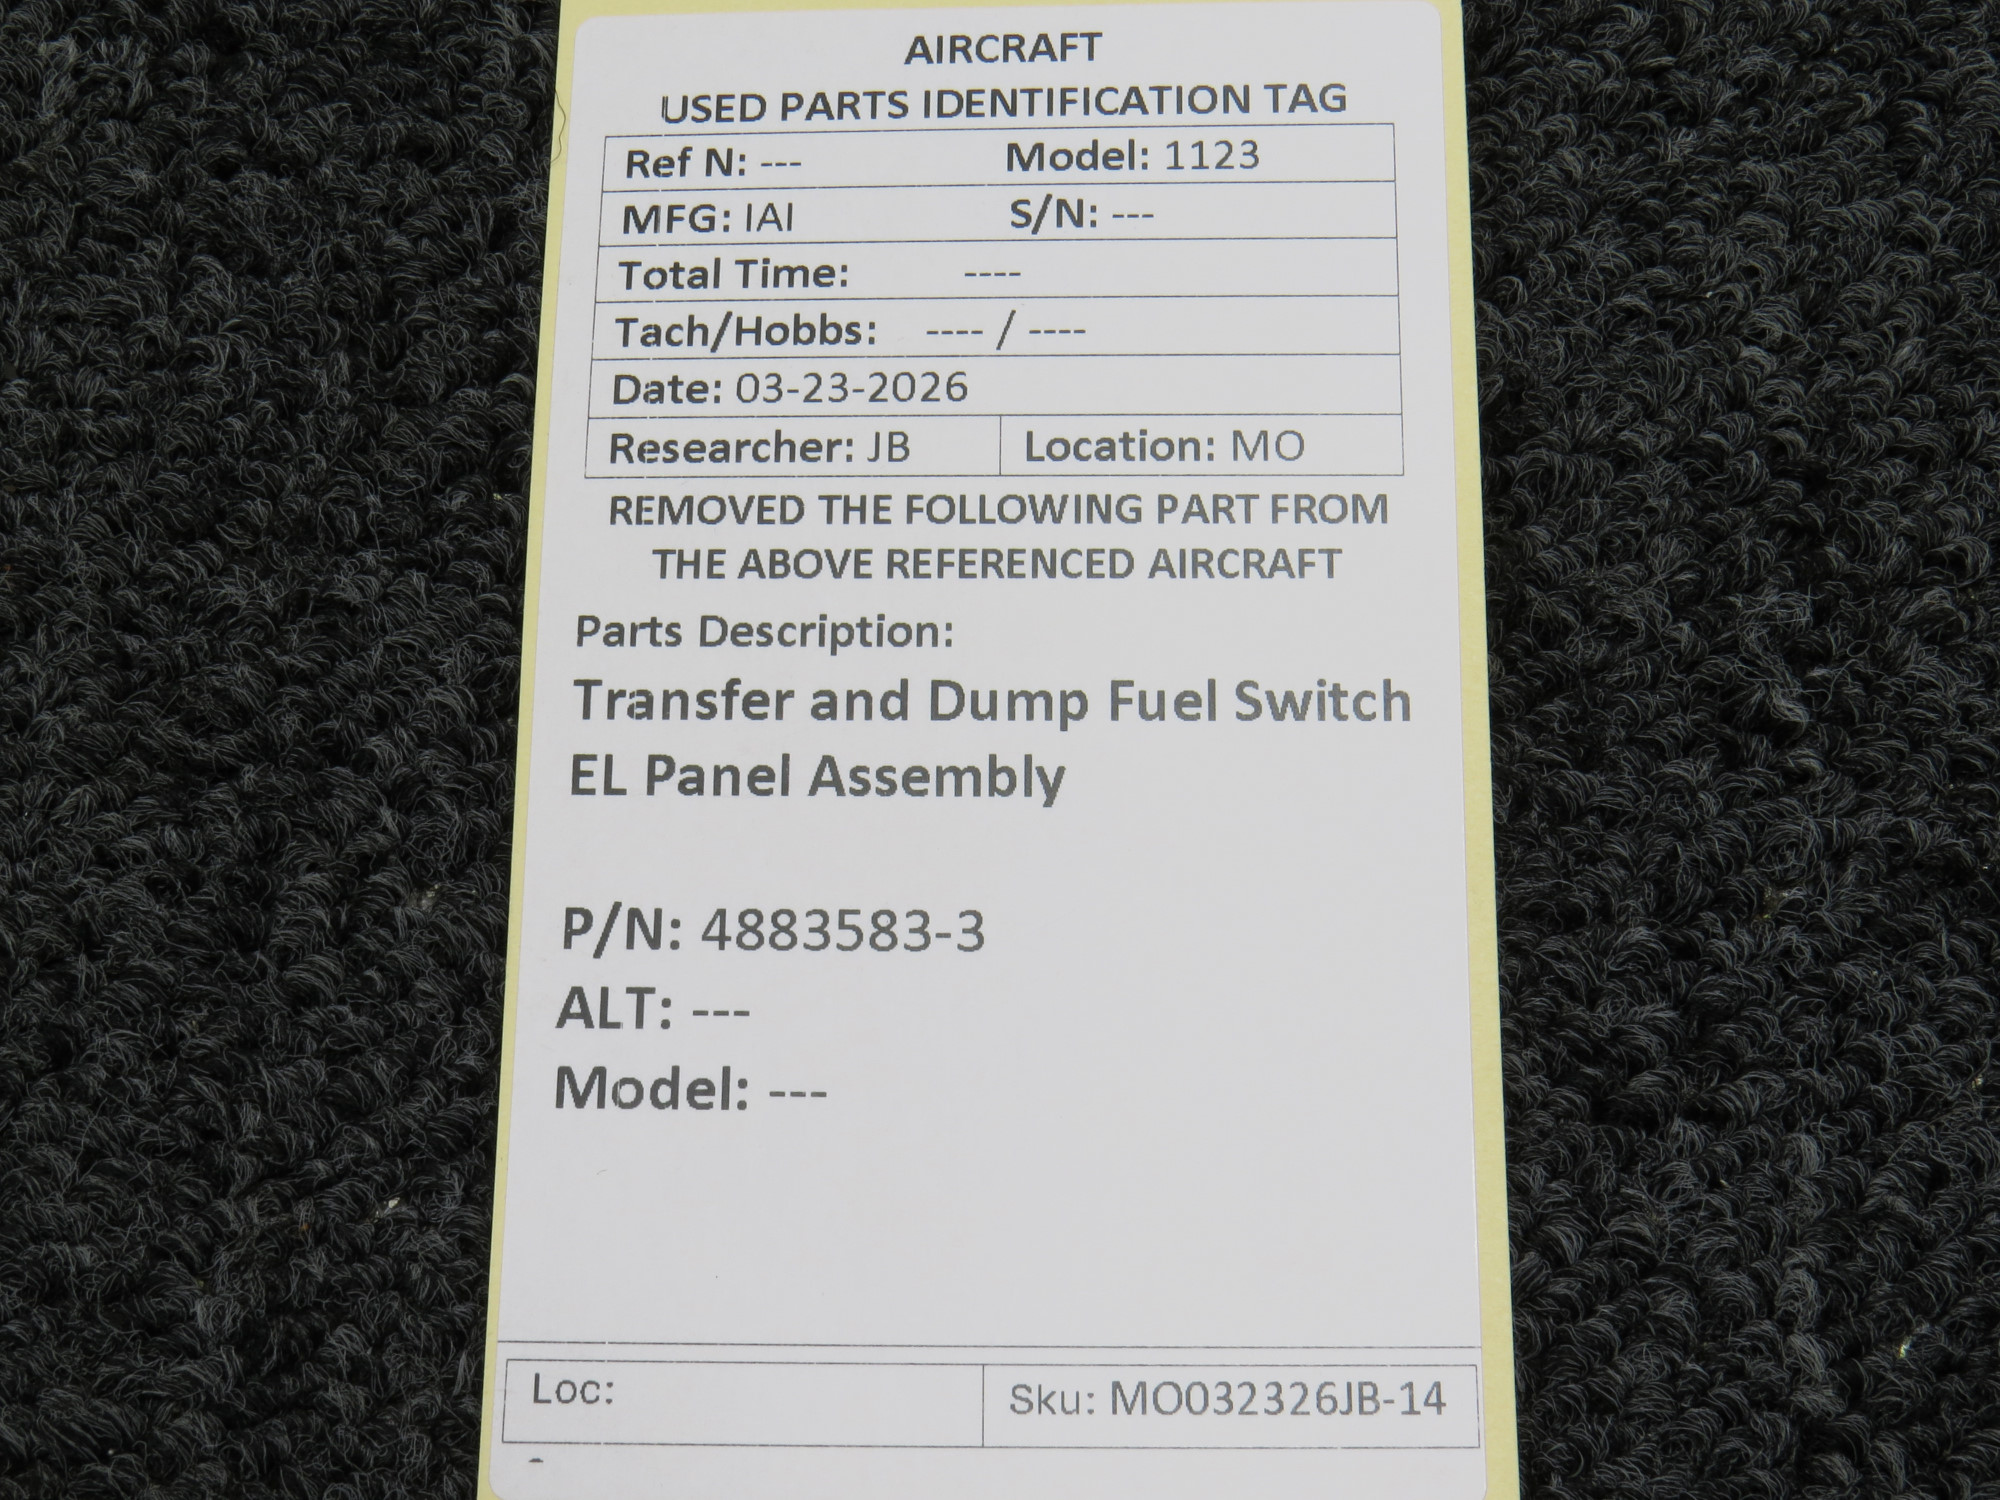 AIRCRAFT
USED PARTS IDENTIFICATION TAG
Ref N: --- Model: 1123
MFG: IAI S/N: ---
Total Time: ----
Tach/Hobbs: ---- / ----
Date: 03-23-2026
Researcher: JB Location: MO
REMOVED THE FOLLOWING PART FROM
THE ABOVE REFERENCED AIRCRAFT
Parts Description:
Transfer and Dump Fuel Switch
EL Panel Assembly
P/N: 4883583-3
ALT: ---
Model: ---
Loc: Sku: MO032326JB-14